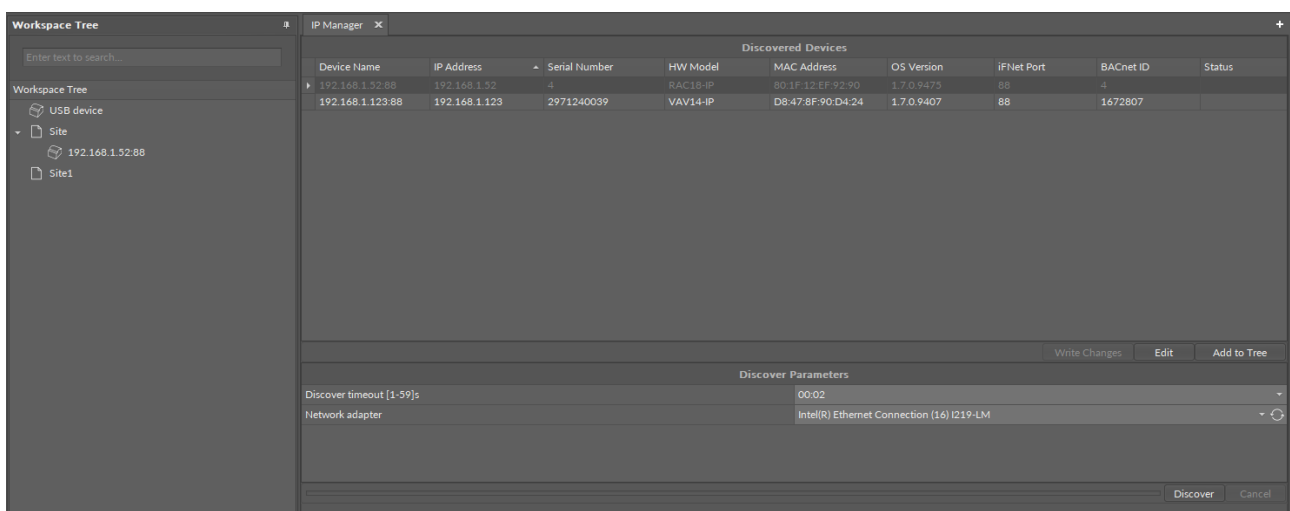 Workspace Tree
Enter text to search...
Workspace Tree
USB device
Site
192.168.1.52:88
Site1
IP Manager
Discovered Devices
Device Name IP Address Serial Number HW Model MAC Address OS Version iFNet Port BACnet ID Status
192.168.1.52:88 192.168.1.52 4 RAC18-IP 80:1F:12:EF:92:90 1.7.0.9475 88 4
192.168.1.123:88 192.168.1.123 2971240039 VAV14-IP D8:47:8F:90:D4:24 1.7.0.9407 88 1672807
Write Changes Edit Add to Tree
Discover Parameters
Discover timeout [1-59]s 00:02
Network adapter Intel(R) Ethernet Connection (16) I219-LM
Discover Cancel